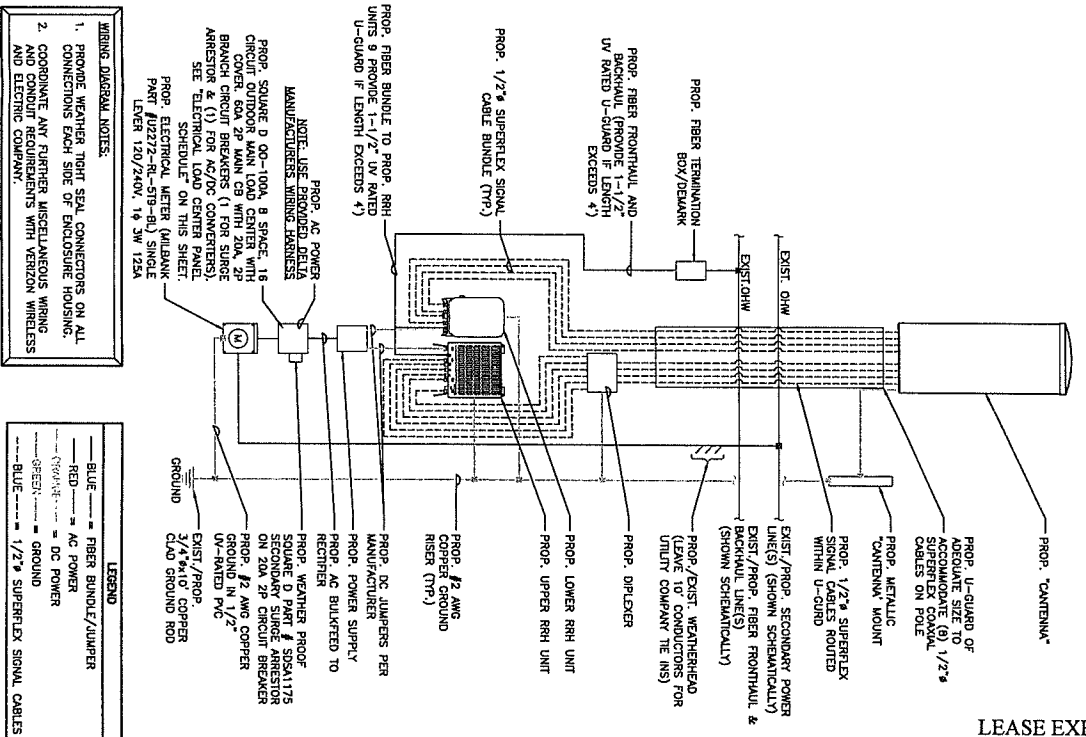 LEASE EXI
PROP. "CANTENNA"
PROP. U-GUARD OF
ADEQUATE SIZE TO
ACCOMMODATE (8) 1/2"ø
SUPERFLEX COAXIAL
CABLES ON POLE
PROP. METALLIC
"CANTENNA" MOUNT
PROP. 1/2"ø SUPERFLEX
SIGNAL CABLES ROUTED
WITHIN U-GURD
EXIST./PROP. SECONDARY POWER
LINE(S) (SHOWN SCHEMATICALLY)
EXIST./PROP. FIBER FRONTHAUL &
BACKHAUL LINE(S)
(SHOWN SCHEMATICALLY)
PROP./EXIST. WEATHERHEAD
(LEAVE 10' CONDUCTORS FOR
UTILITY COMPANY TIE INS)
PROP. DIPLEXER
PROP. LOWER RRH UNIT
PROP. UPPER RRH UNIT
PROP. #2 AWG
COPPER GROUND
RISER (TYP.)
PROP. DC JUMPERS PER
MANUFACTURER
PROP. POWER SUPPLY
PROP. AC BULKFEED TO
RECTIFIER
PROP. WEATHER PROOF
SQUARE D PART # SDSA1175
SECONDARY SURGE ARRESTOR
ON 20A 2P CIRCUIT BREAKER
PROP. #2 AWG COPPER
GROUND IN 1/2"
UV-RATED PVC
EXIST./PROP.
3/4"øx10' COPPER
CLAD GROUND ROD
GROUND
EXIST. OHW
EXIST.OHW
PROP. FIBER TERMINATION
BOX/DEMARK
PROP. FIBER FRONTHAUL AND
BACKHAUL (PROVIDE 1-1/2"
UV RATED U-GUARD IF LENGTH
EXCEEDS 4')
PROP. 1/2"ø SUPERFLEX SIGNAL
CABLE BUNDLE (TYP.)
PROP. FIBER BUNDLE TO PROP. RRH
UNITS 9 PROVIDE 1-1/2" UV RATED
U-GUARD IF LENGTH EXCEEDS 4')
PROP. AC POWER
NOTE: USE PROVIDED DELTA
MANUFACTURERS WIRING HARNESS
PROP. SQUARE D QO-100A, 8 SPACE, 16
CIRCUIT OUTDOOR MAIN LOAD CENTER WITH
COVER. 60A 2P MAIN CB WITH 20A, 2P
BRANCH CIRCUIT BREAKERS (1 FOR SURGE
ARRESTOR & (1) FOR AC/DC CONVERTERS).
SEE "ELECTRICAL LOAD CENTER PANEL
SCHEDULE" ON THIS SHEET.
PROP. ELECTRICAL METER (MILBANK
PART #U2272-RL-5T9-BL) SINGLE
LEVER 120/240V, 1ø 3W 125A
M
WIRING DIAGRAM NOTES:
1. PROVIDE WEATHER TIGHT SEAL CONNECTORS ON ALL
CONNECTIONS EACH SIDE OF ENCLOSURE HOUSING.
2. COORDINATE ANY FURTHER MISCELLANEOUS WIRING
AND CONDUIT REQUIREMENTS WITH VERIZON WIRELESS
AND ELECTRIC COMPANY.
LEGEND
BLUE = FIBER BUNDLE/JUMPER
RED = AC POWER
ORANGE = DC POWER
GREEN = GROUND
BLUE = 1/2"ø SUPERFLEX SIGNAL CABLES